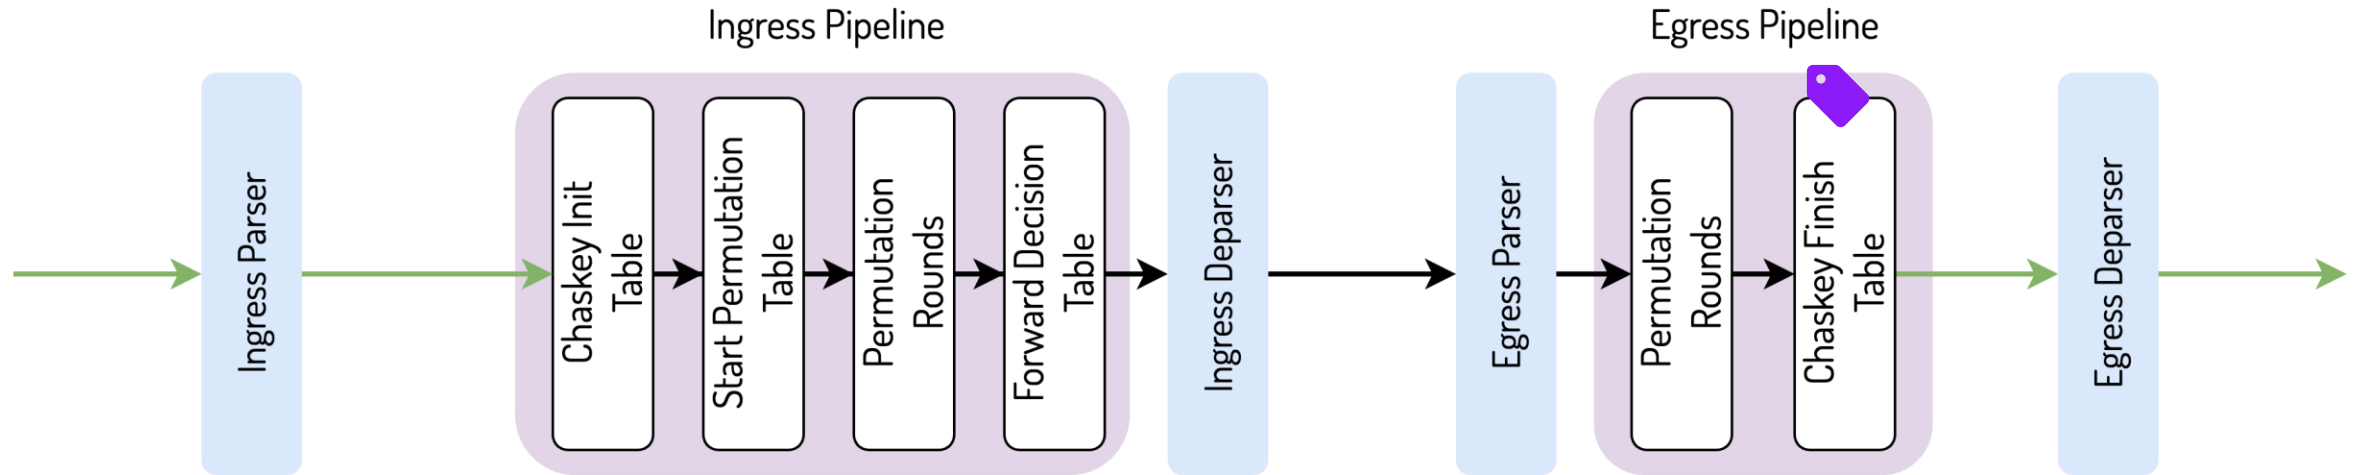 Ingress Pipeline
Egress Pipeline
Ingress Parser
Chaskey Init
Table
Start Permutation
Table
Permutation
Rounds
Forward Decision
Table
Ingress Deparser
Egress Parser
Permutation
Rounds
Chaskey Finish
Table
Egress Deparser